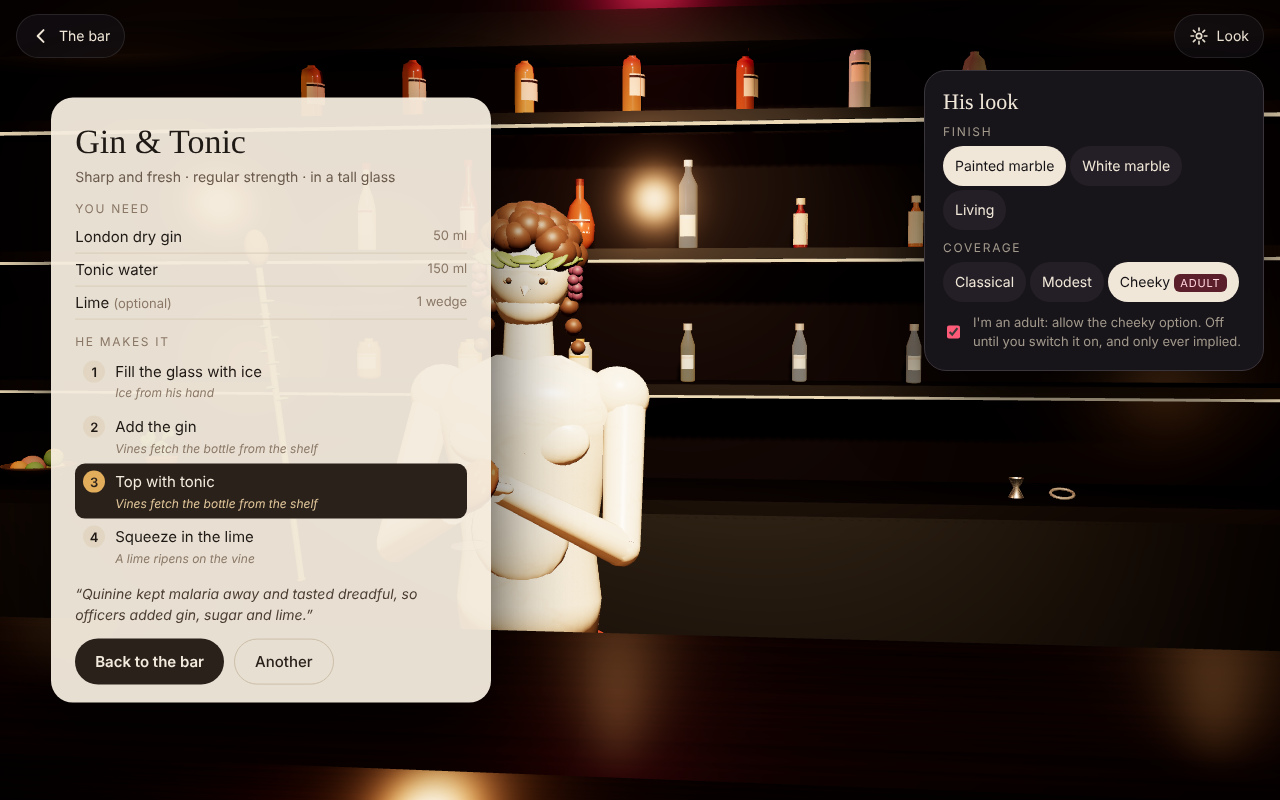 The bar
Look
Gin & Tonic
Sharp and fresh · regular strength · in a tall glass
YOU NEED
London dry gin 50 ml
Tonic water 150 ml
Lime (optional) 1 wedge
HE MAKES IT
1 Fill the glass with ice
Ice from his hand
2 Add the gin
Vines fetch the bottle from the shelf
3 Top with tonic
Vines fetch the bottle from the shelf
4 Squeeze in the lime
A lime ripens on the vine
“Quinine kept malaria away and tasted dreadful, so
officers added gin, sugar and lime.”
Back to the bar Another
His look
FINISH
Painted marble White marble
Living
COVERAGE
Classical Modest Cheeky ADULT
I'm an adult: allow the cheeky option. Off
until you switch it on, and only ever implied.